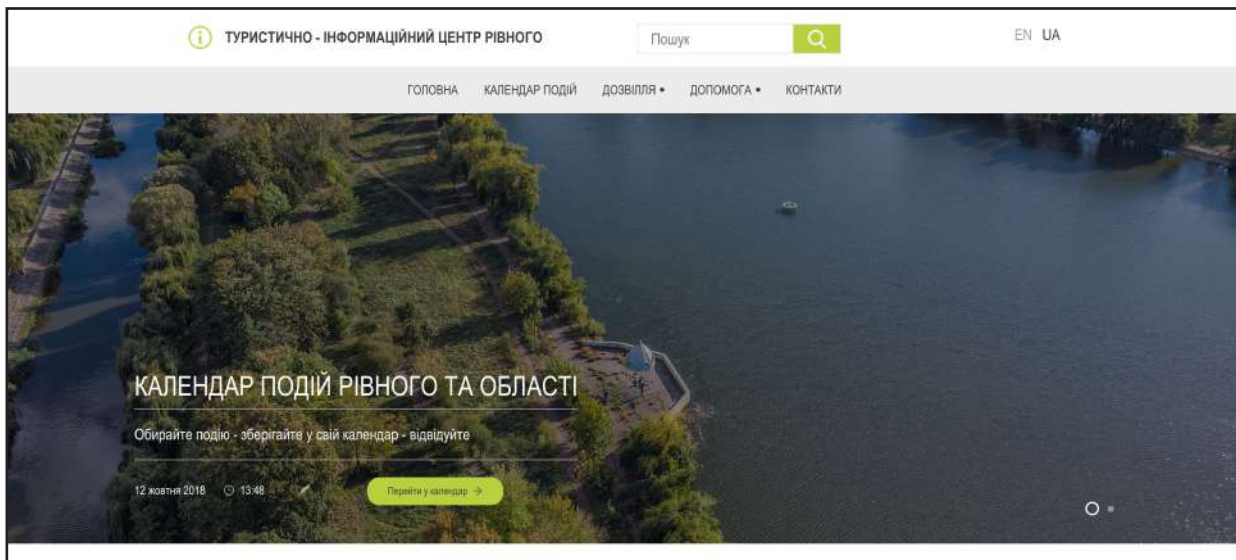 ТУРИСТИЧНО - ІНФОРМАЦІЙНИЙ ЦЕНТР РІВНОГО
Пошук
EN UA
ГОЛОВНА КАЛЕНДАР ПОДІЙ ДОЗВІЛЛЯ • ДОПОМОГА • КОНТАКТИ
КАЛЕНДАР ПОДІЙ РІВНОГО ТА ОБЛАСТІ
Обирайте подію - зберігайте у свій календар - відвідуйте
12 жовтня 2018 13:48
Перейти у календар →